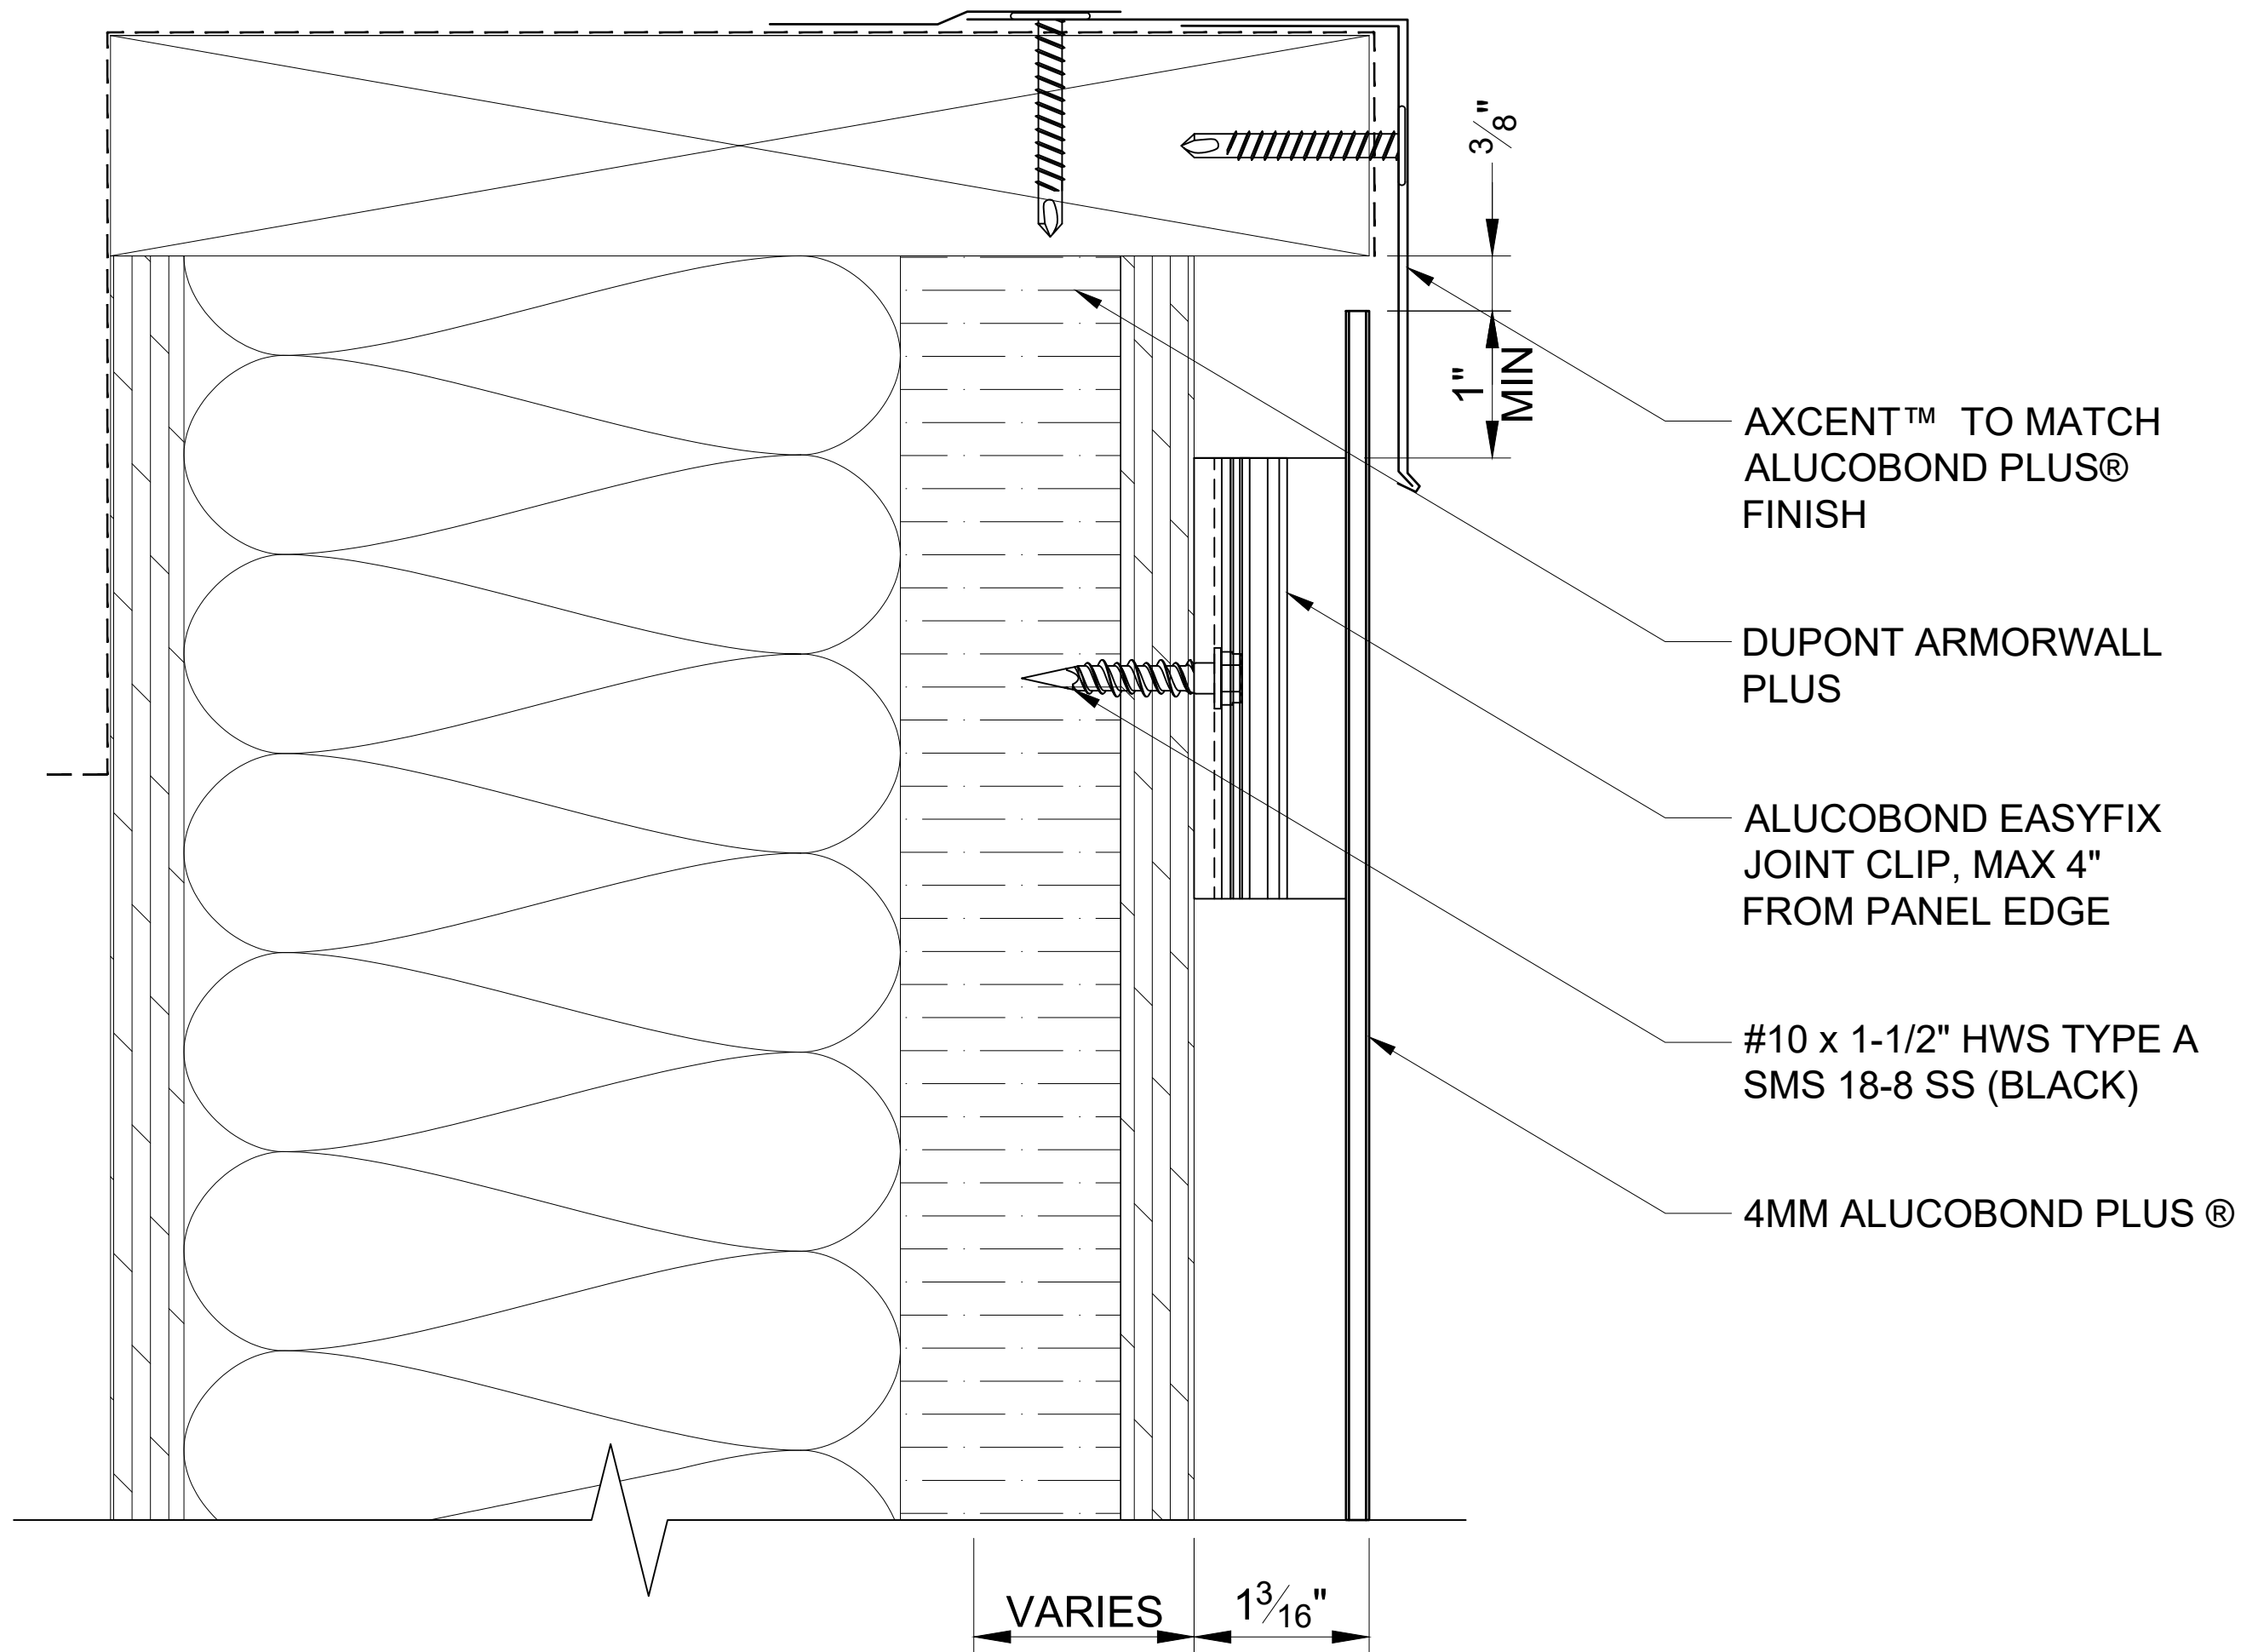 3/8"
1"
MIN
AXCENT™ TO MATCH
ALUCOBOND PLUS®
FINISH
DUPONT ARMORWALL
PLUS
ALUCOBOND EASYFIX
JOINT CLIP, MAX 4"
FROM PANEL EDGE
#10 x 1-1/2" HWS TYPE A
SMS 18-8 SS (BLACK)
4MM ALUCOBOND PLUS ®
VARIES
1 3/16"